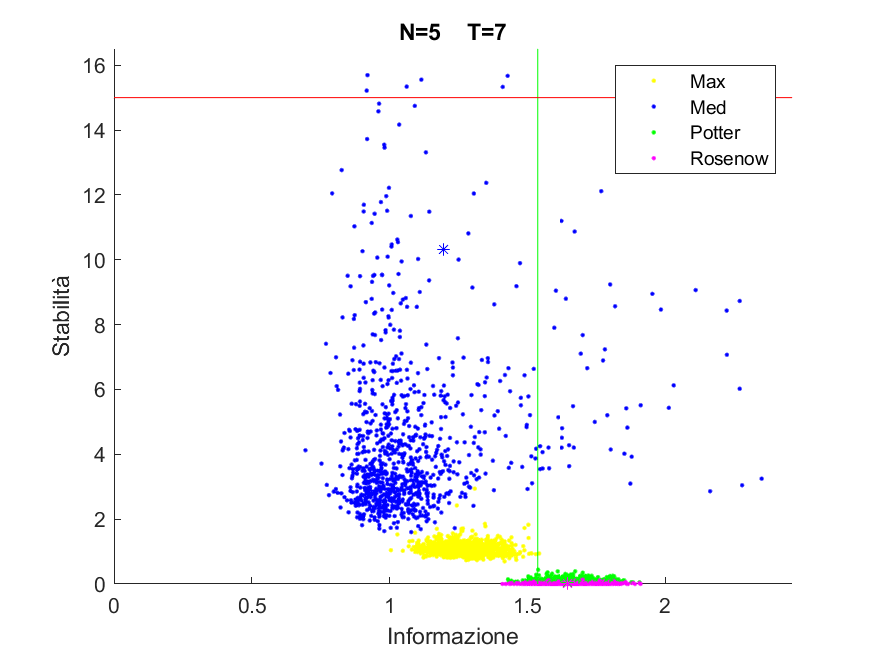 N=5 T=7
Max
Med
Potter
Rosenow
16
14
12
10
8
6
4
2
0
Stabilità
0
0.5
1
1.5
2
Informazione